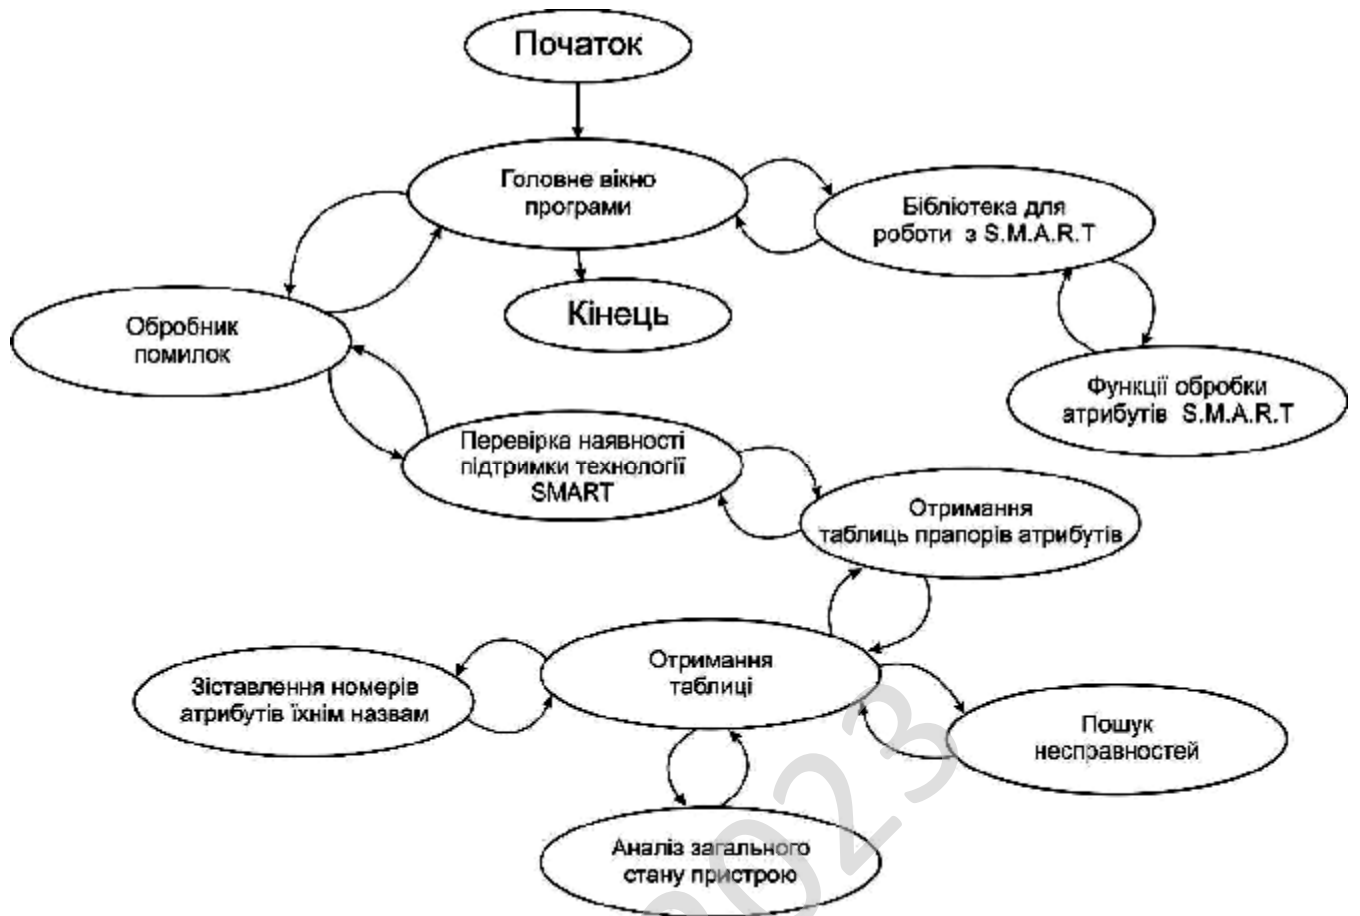 Початок
Головне вікно
програми
Бібліотека для
роботи з S.M.A.R.T
Обробник
помилок
Кінець
Функції обробки
атрибутів S.M.A.R.T
Перевірка наявності
підтримки технології
SMART
Отримання
таблиць прапорів атрибутів
Отримання
таблиці
Зіставлення номерів
атрибутів їхнім назвам
Пошук
несправностей
Аналіз загального
стану пристрою
2023